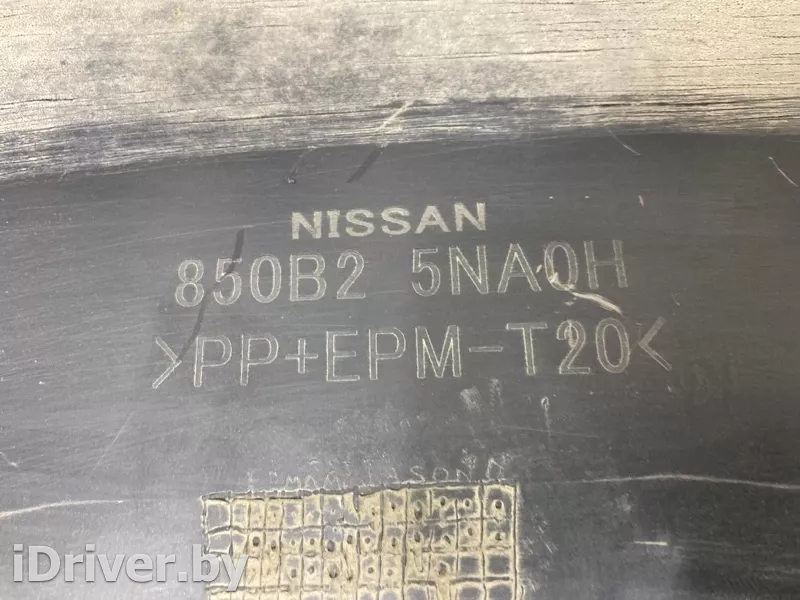 NISSAN
850B2 5NA0H
>PP+EPM-T20<
iDriver.by